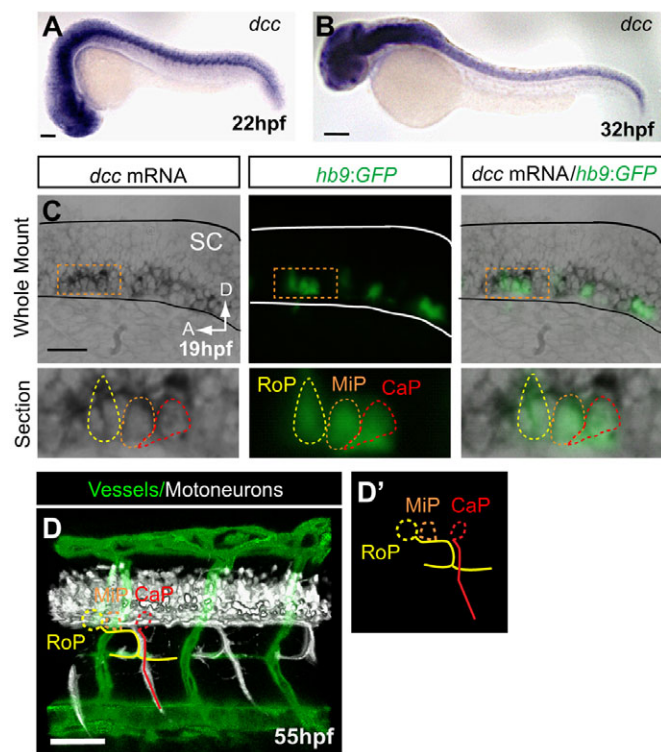 A
dcc
22hpf
B
dcc
32hpf
dcc mRNA
hb9:GFP
dcc mRNA/hb9:GFP
Whole Mount
C
SC
D
A
19hpf
Section
RoP
MiP
CaP
Vessels/Motoneurons
D
MiP
CaP
RoP
55hpf
D'
MiP
CaP
RoP